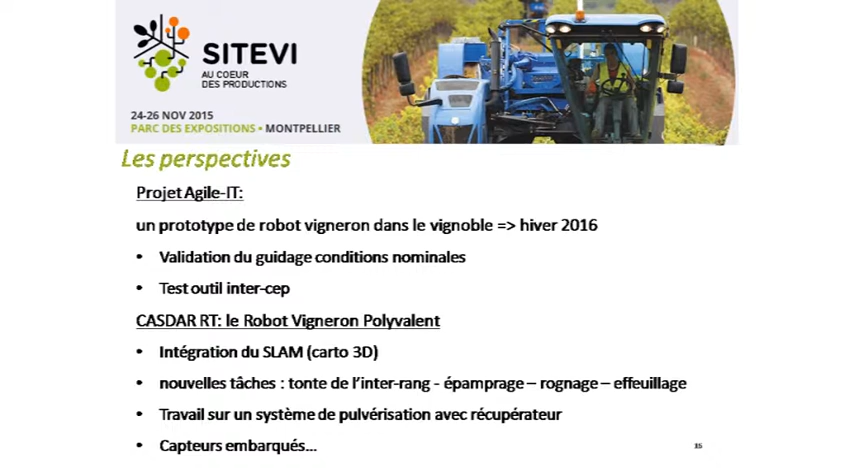 SITEVI
AU COEUR
DES PRODUCTIONS
24-26 NOV 2015
PARC DES EXPOSITIONS • MONTPELLIER
Les perspectives
Projet Agile-IT:
un prototype de robot vigneron dans le vignoble => hiver 2016
• Validation du guidage conditions nominales
• Test outil inter-cep
CASDAR RT: le Robot Vigneron Polyvalent
• Intégration du SLAM (carto 3D)
• nouvelles tâches : tonte de l'inter-rang - épamprage – rognage – effeuillage
• Travail sur un système de pulvérisation avec récupérateur
• Capteurs embarqués...